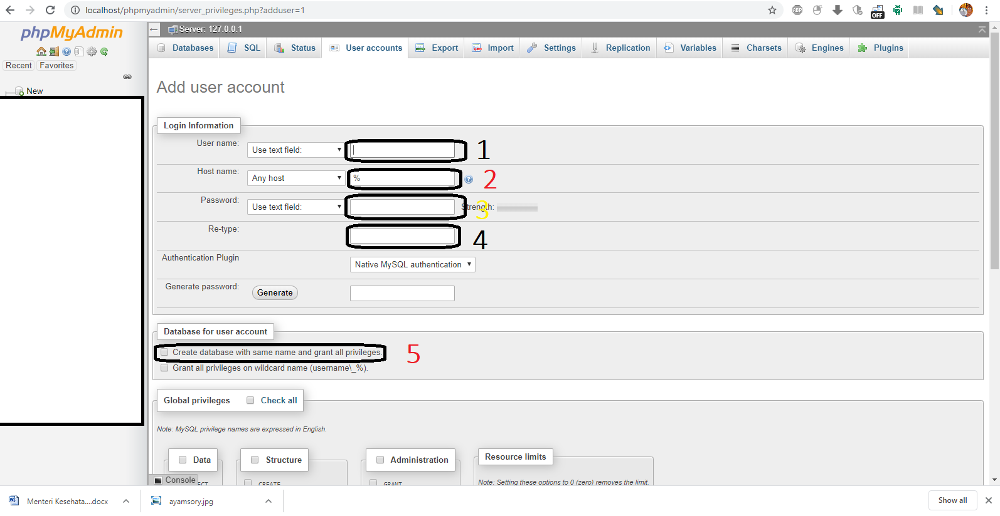 localhost/phpmyadmin/server_privileges.php?adduser=1
ABP
OFF
phpMyAdmin
Recent Favorites
New
Server: 127.0.0.1
Databases SQL Status User accounts Export Import Settings Replication Variables Charsets Engines Plugins
Add user account
Login Information
User name: Use text field: 1
Host name: Any host % 2
Password: Use text field: Strength: 3
Re-type: 4
Authentication Plugin Native MySQL authentication
Generate password: Generate
Database for user account
Create database with same name and grant all privileges. 5
Grant all privileges on wildcard name (username\_%).
Global privileges Check all
Note: MySQL privilege names are expressed in English.
Data Structure Administration Resource limits
Console
CREATE GRANT Note: Setting these options to 0 (zero) removes the limit.
Menteri Kesehata....docx ayamsory.jpg Show all